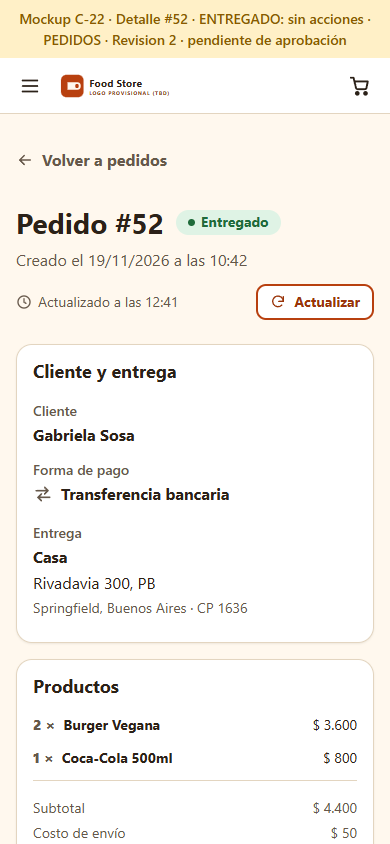 Mockup C-22 · Detalle #52 · ENTREGADO: sin acciones ·
PEDIDOS · Revision 2 · pendiente de aprobación
Food Store
LOGO PROVISIONAL (TBD)
Volver a pedidos
Pedido #52
Entregado
Creado el 19/11/2026 a las 10:42
Actualizado a las 12:41
Actualizar
Cliente y entrega
Cliente
Gabriela Sosa
Forma de pago
Transferencia bancaria
Entrega
Casa
Rivadavia 300, PB
Springfield, Buenos Aires · CP 1636
Productos
2 × Burger Vegana $ 3.600
1 × Coca-Cola 500ml $ 800
Subtotal $ 4.400
Costo de envío $ 50